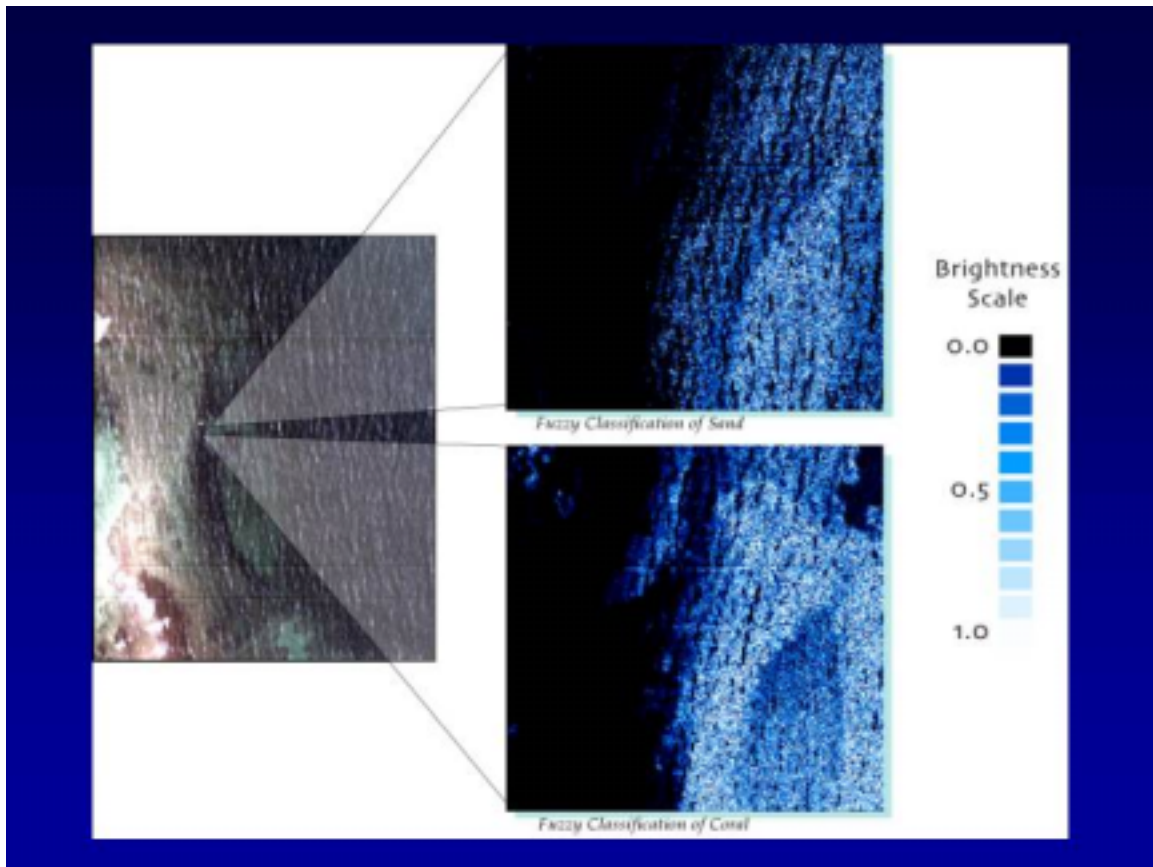 Fuzzy Classification of Sand
Fuzzy Classification of Coral
Brightness
Scale
0.0
0.5
1.0